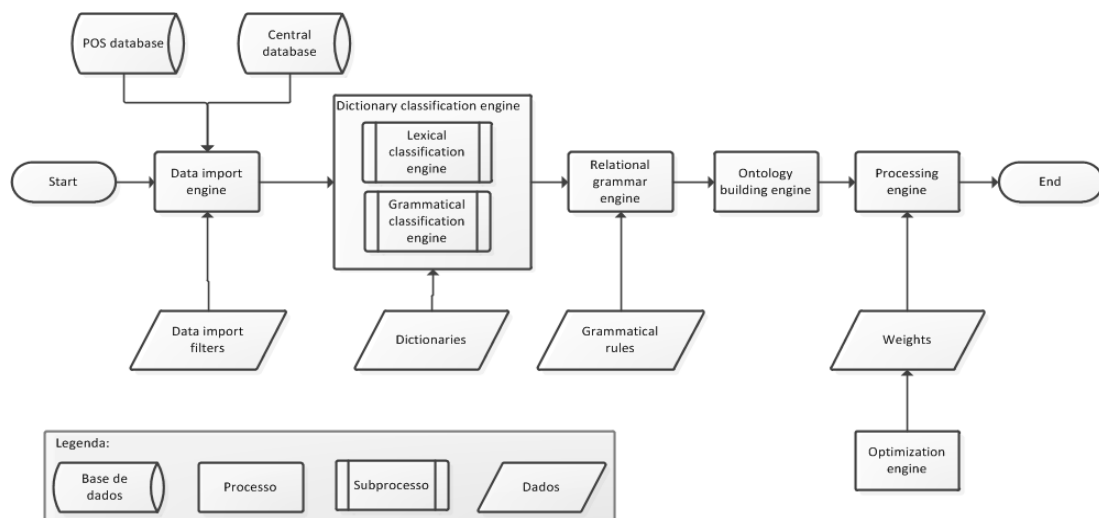 POS database
Central
database
Dictionary classification engine
Lexical
classification
engine
Grammatical
classification
engine
Start
Data import
engine
Relational
grammar
engine
Ontology
building engine
Processing
engine
End
Data import
filters
Dictionaries
Grammatical
rules
Weights
Optimization
engine
Legenda:
Base de
dados
Processo
Subprocesso
Dados